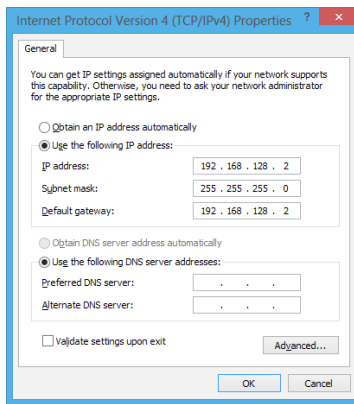 Internet Protocol Version 4 (TCP/IPv4) Properties ? ×
General
You can get IP settings assigned automatically if your network supports
this capability. Otherwise, you need to ask your network administrator
for the appropriate IP settings.
Obtain an IP address automatically
Use the following IP address:
IP address: 192 . 168 . 128 . 2
Subnet mask: 255 . 255 . 255 . 0
Default gateway: 192 . 168 . 128 . 2
Obtain DNS server address automatically
Use the following DNS server addresses:
Preferred DNS server: . . .
Alternate DNS server: . . .
Validate settings upon exit
Advanced...
OK Cancel